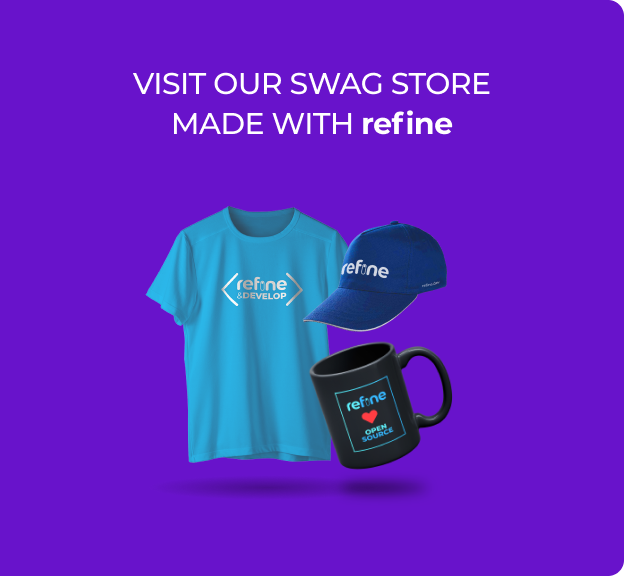 VISIT OUR SWAG STORE
MADE WITH refine
refine
&DEVELOP
refine
refine
OPEN
SOURCE